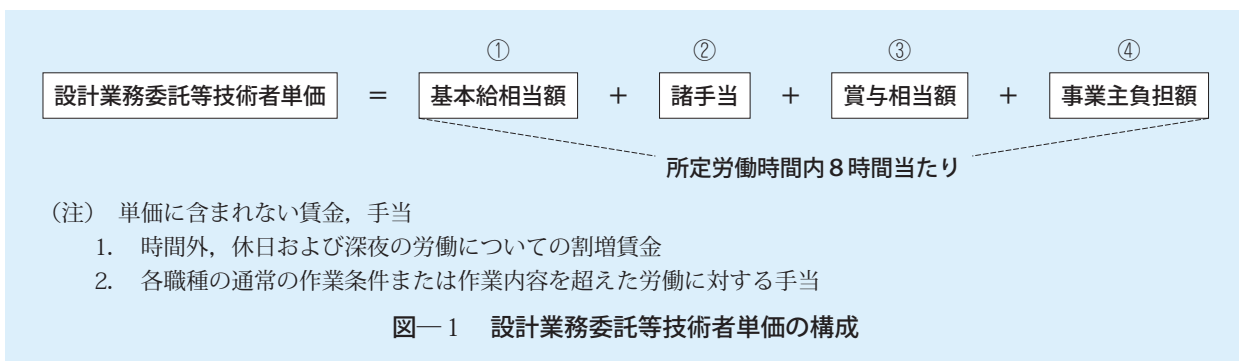 ① ② ③ ④
設計業務委託等技術者単価 = 基本給相当額 + 諸手当 + 賞与相当額 + 事業主負担額
所定労働時間内8時間当たり
(注) 単価に含まれない賃金,手当
1. 時間外,休日および深夜の労働についての割増賃金
2. 各職種の通常の作業条件または作業内容を超えた労働に対する手当
図―1 設計業務委託等技術者単価の構成